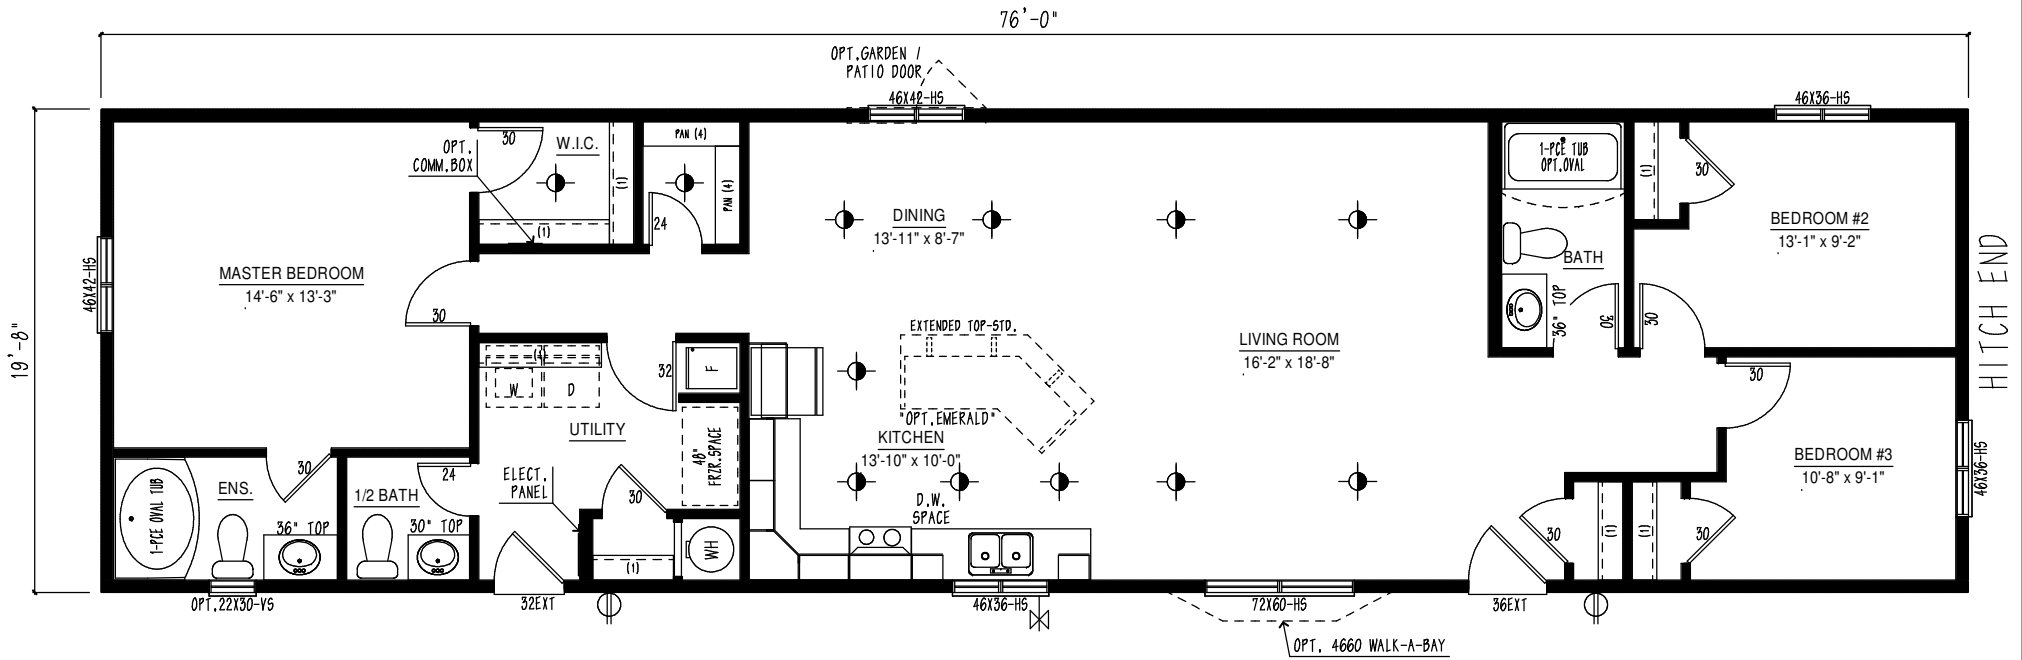 76'-0"
OPT.GARDEN /
PATIO DOOR
46X42-HS
46X36-HS
30
W.I.C.
OPT.
COMM.BOX
(1)
(1)
PAN (4)
PAN (4)
24
1-PCE TUB
OPT.OVAL
(1)
30
DINING
13'-11" x 8'-7"
BEDROOM #2
13'-1" x 9'-2"
BATH
36" TOP
30
30
HITCH END
19'-8"
46X42-HS
MASTER BEDROOM
14'-6" x 13'-3"
30
EXTENDED TOP-STD.
LIVING ROOM
16'-2" x 18'-8"
W
D
32
F
30
"OPT.EMERALD"
UTILITY
KITCHEN
13'-10" x 10'-0"
48"
FRZR.SPACE
BEDROOM #3
10'-8" x 9'-1"
46X36-HS
1-PCE OVAL TUB
30
ENS.
36" TOP
1/2 BATH
24
30" TOP
ELECT.
PANEL
30
D.W.
SPACE
WH
(1)
30
(1)
(1)
30
OPT.22X30-VS
32EXT
46X36-HS
72X60-HS
36EXT
OPT. 4660 WALK-A-BAY